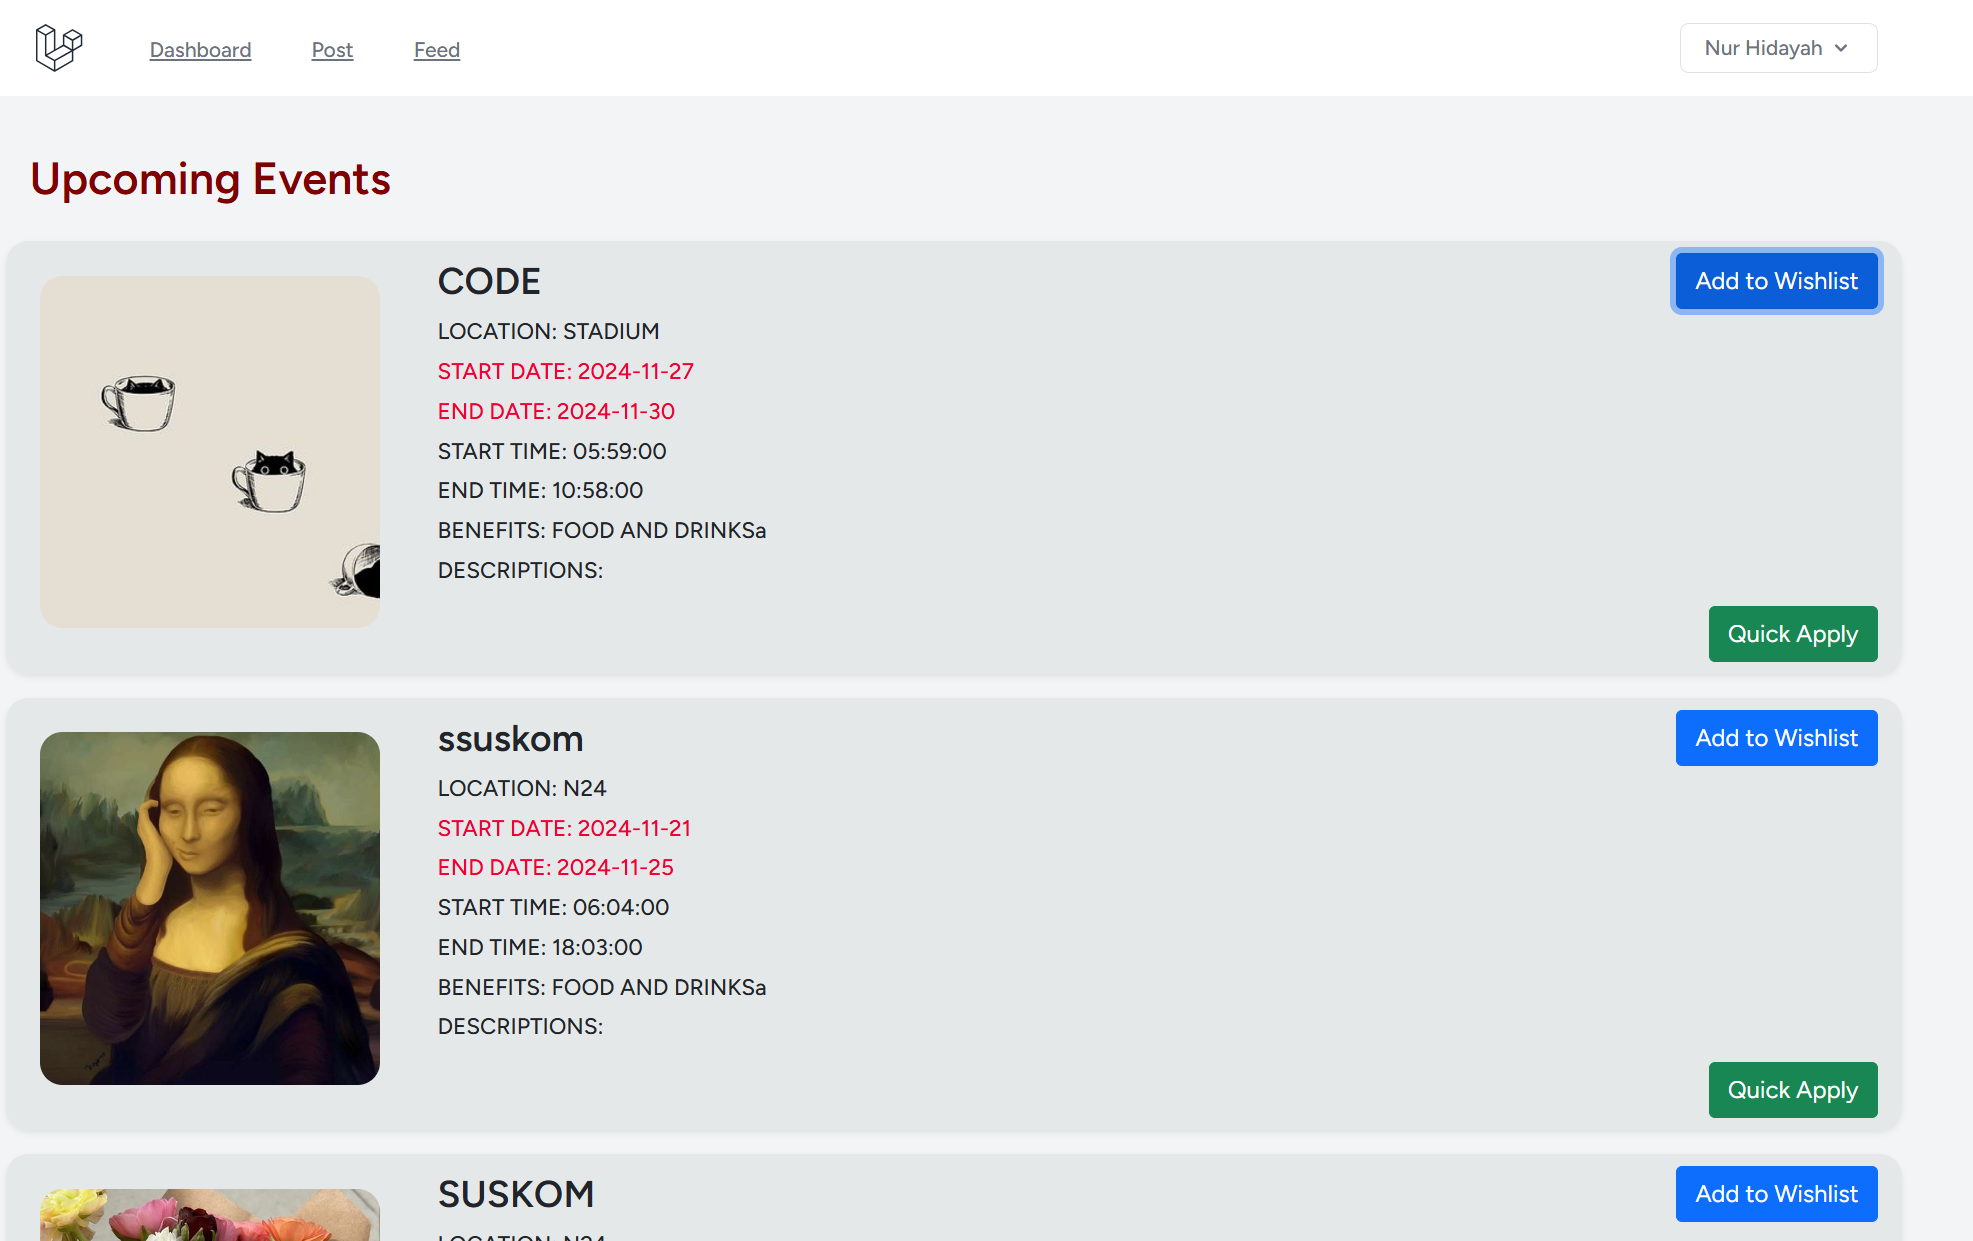 Dashboard Post Feed Nur Hidayah
Upcoming Events
CODE
Add to Wishlist
LOCATION: STADIUM
START DATE: 2024-11-27
END DATE: 2024-11-30
START TIME: 05:59:00
END TIME: 10:58:00
BENEFITS: FOOD AND DRINKSa
DESCRIPTIONS:
Quick Apply
ssuskom
Add to Wishlist
LOCATION: N24
START DATE: 2024-11-21
END DATE: 2024-11-25
START TIME: 06:04:00
END TIME: 18:03:00
BENEFITS: FOOD AND DRINKSa
DESCRIPTIONS:
Quick Apply
SUSKOM
Add to Wishlist
LOCATION: N24